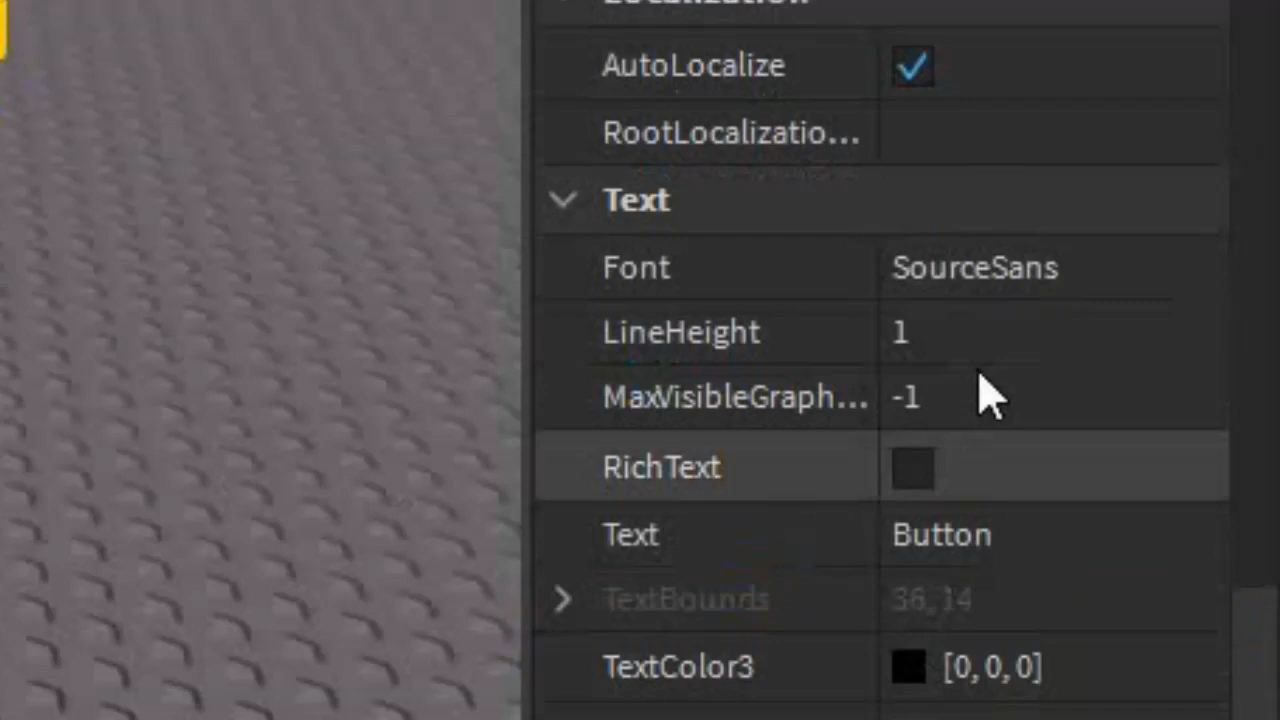 Localization
AutoLocalize
RootLocalizatio...
Text
Font SourceSans
LineHeight 1
MaxVisibleGraph... -1
RichText
Text Button
TextBounds 36, 14
TextColor3 [0, 0, 0]